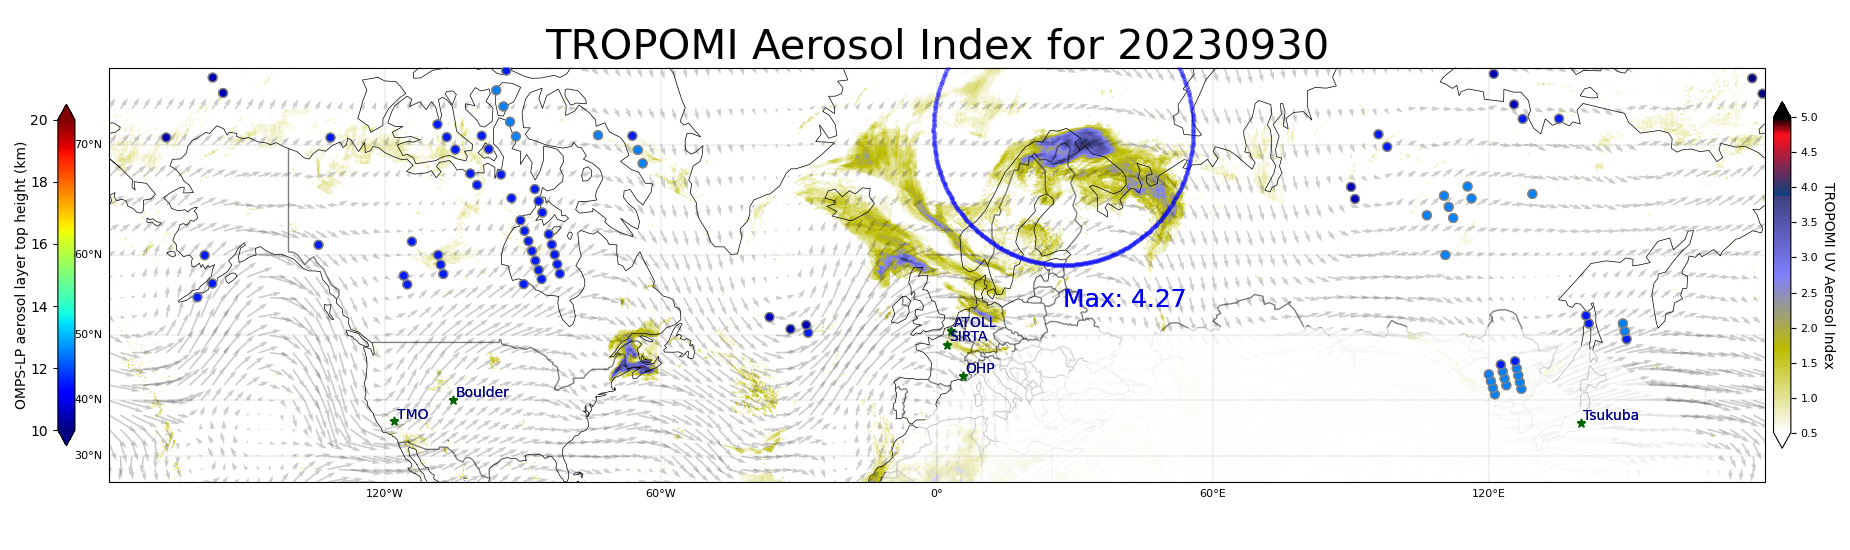 TROPOMI Aerosol Index for 20230930
OMPS-LP aerosol layer top height (km)
20
18
16
14
12
10
70°N
60°N
50°N
40°N
30°N
120°W
60°W
0°
60°E
120°E
Max: 4.27
ATOLL
SIRTA
OHP
Boulder
TMO
Tsukuba
5.0
4.5
4.0
3.5
3.0
2.5
2.0
1.5
1.0
0.5
TROPOMI UV Aerosol Index